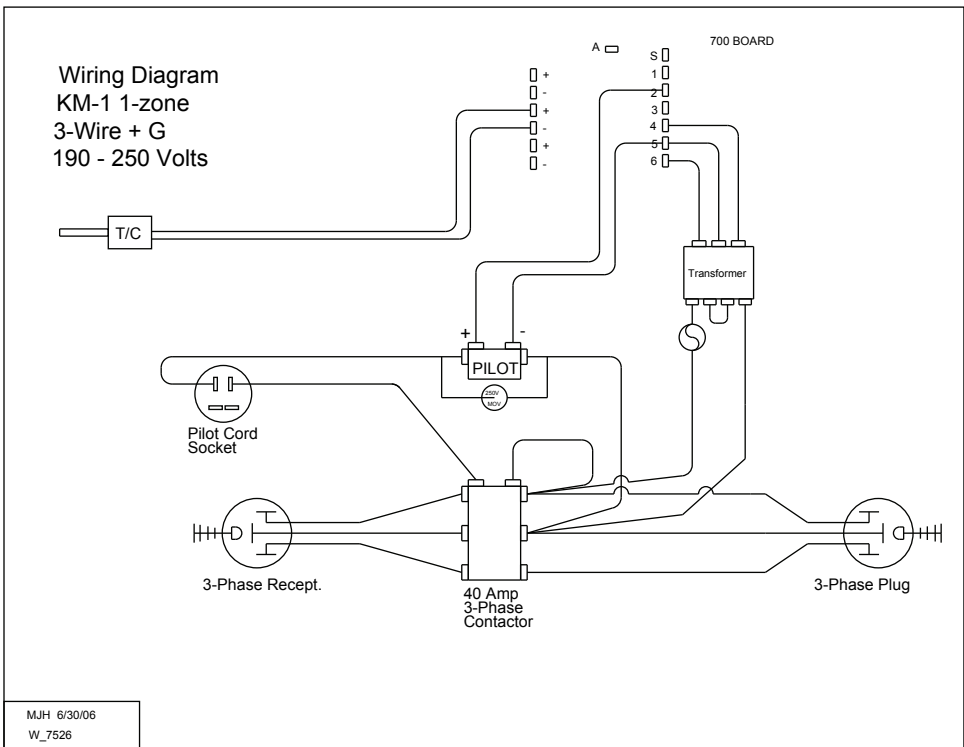 Wiring Diagram
KM-1 1-zone
3-Wire + G
190 - 250 Volts
700 BOARD
A
S
1
2
3
4
5
6
+
-
+
-
+
-
T/C
Transformer
+
-
PILOT
250V
MOV
Pilot Cord
Socket
3-Phase Recept.
40 Amp
3-Phase
Contactor
3-Phase Plug
MJH 6/30/06
W_7526